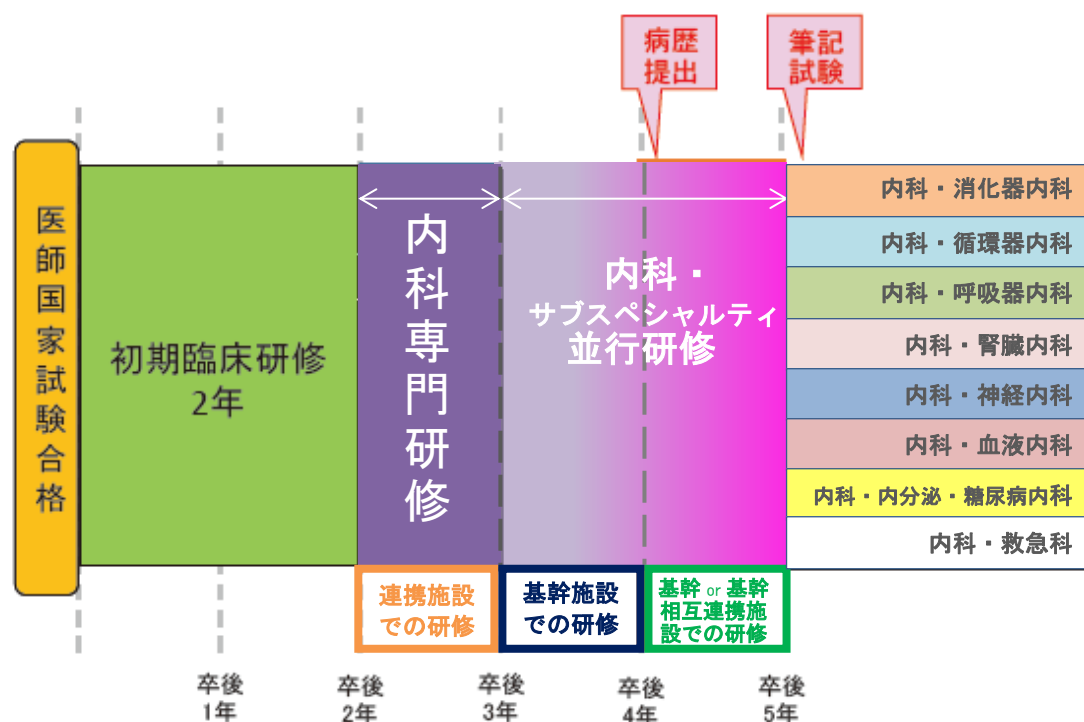 病歴
提出
筆記
試験
医師国家試験合格
初期臨床研修
2年
内科専門研修
内科・
サブスペシャルティ
並行研修
内科・消化器内科
内科・循環器内科
内科・呼吸器内科
内科・腎臓内科
内科・神経内科
内科・血液内科
内科・内分泌・糖尿病内科
内科・救急科
連携施設
での研修
基幹施設
での研修
基幹 or 基幹
相互連携施
設での研修
卒後
1年
卒後
2年
卒後
3年
卒後
4年
卒後
5年